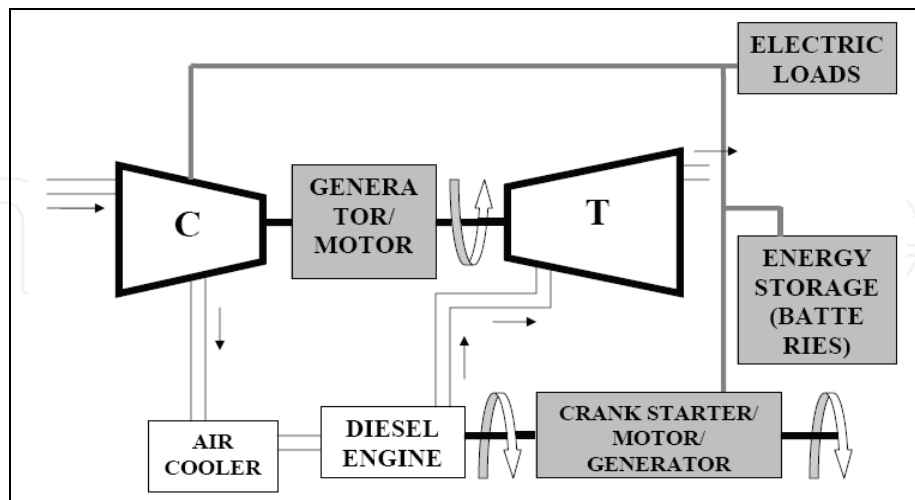 ELECTRIC
LOADS
C
GENERA
TOR/
MOTOR
T
ENERGY
STORAGE
(BATTE
RIES)
AIR
COOLER
DIESEL
ENGINE
CRANK STARTER/
MOTOR/
GENERATOR